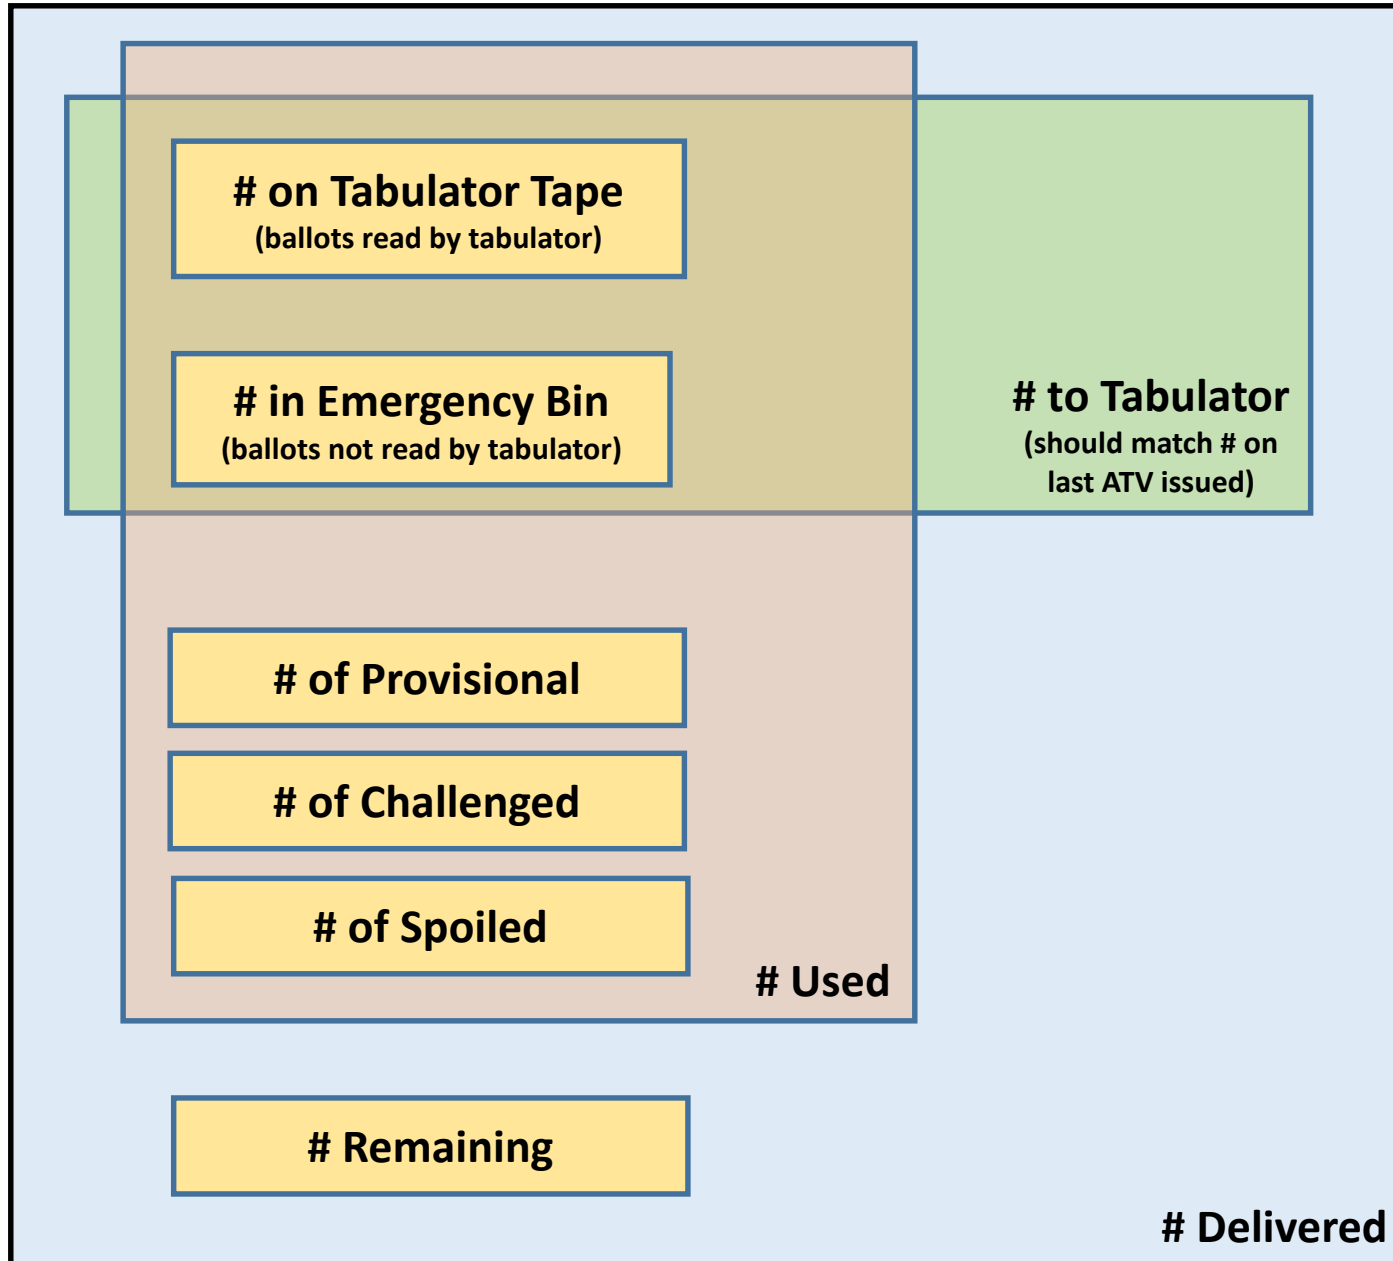 # on Tabulator Tape
(ballots read by tabulator)
# in Emergency Bin
(ballots not read by tabulator)
# to Tabulator
(should match # on
last ATV issued)
# of Provisional
# of Challenged
# of Spoiled
# Used
# Remaining
# Delivered